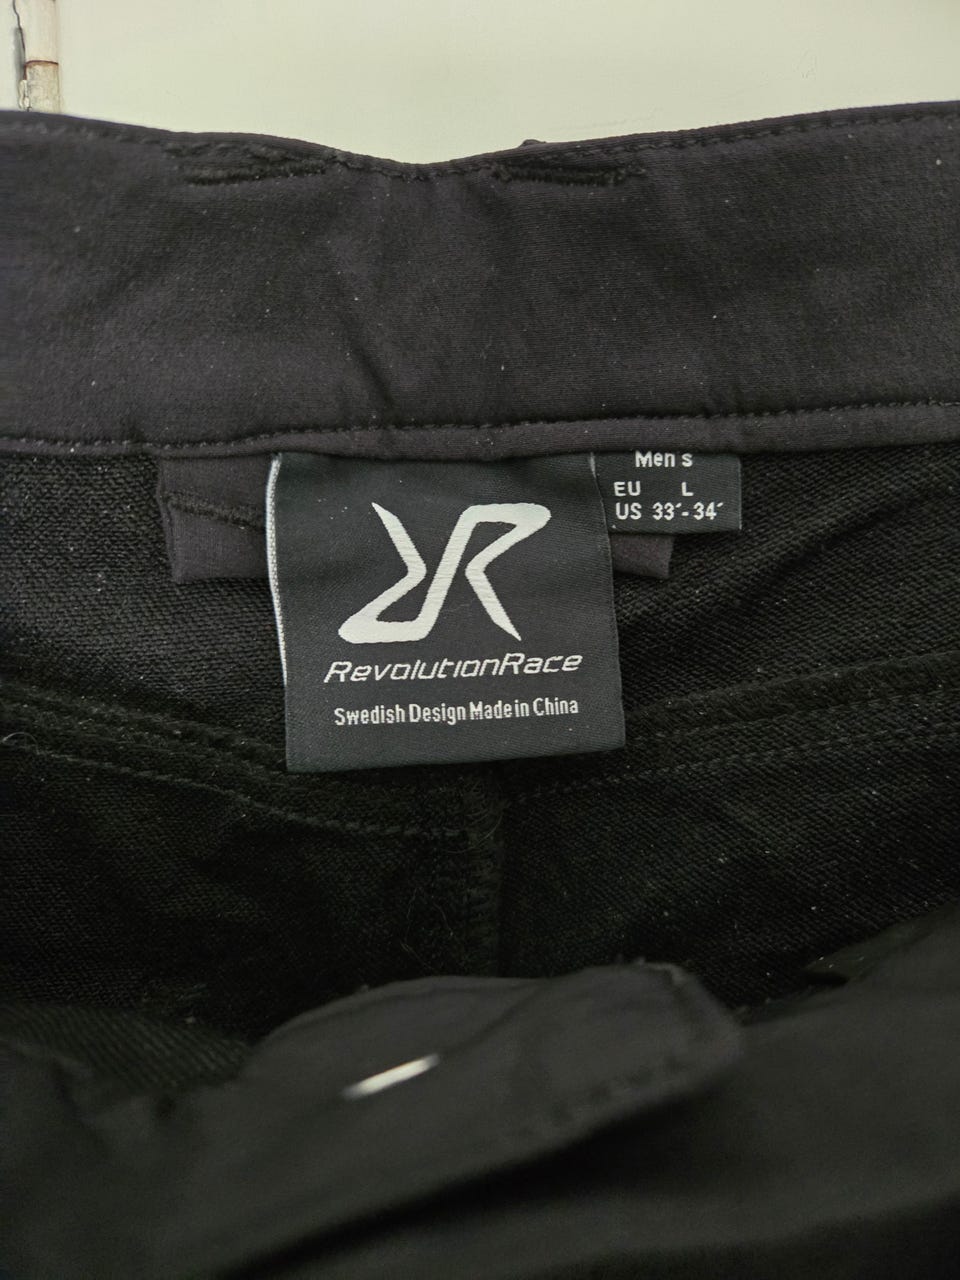 Men's
EU L
US 33"-34"
RevolutionRace
Swedish Design Made in China